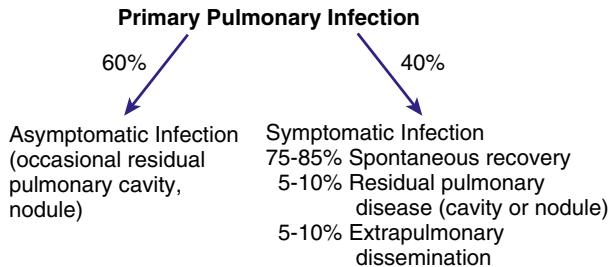 Primary Pulmonary Infection
60%
40%
Asymptomatic Infection
(occasional residual
pulmonary cavity,
nodule)
Symptomatic Infection
75-85% Spontaneous recovery
5-10% Residual pulmonary
disease (cavity or nodule)
5-10% Extrapulmonary
dissemination